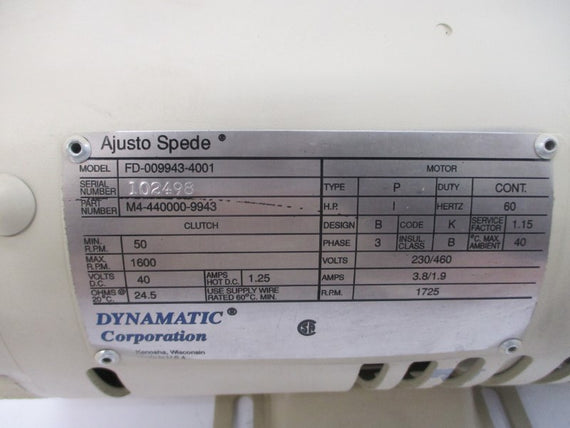 Ajusto Spede ®
MODEL FD-009943-4001
SERIAL NUMBER 102498
PART NUMBER M4-440000-9943
CLUTCH
MIN. R.P.M. 50
MAX. R.P.M. 1600
VOLTS D.C. 40 AMPS HOT D.C. 1.25
OHMS @ 20°C. 24.5 USE SUPPLY WIRE RATED 60°C. MIN.
MOTOR
TYPE P DUTY CONT.
H.P. 1 HERTZ 60
DESIGN B CODE K SERVICE FACTOR 1.15
PHASE 3 INSUL CLASS B °C. MAX. AMBIENT 40
VOLTS 230/460
AMPS 3.8/1.9
R.P.M. 1725
DYNAMATIC ®
Corporation
Kenosha, Wisconsin